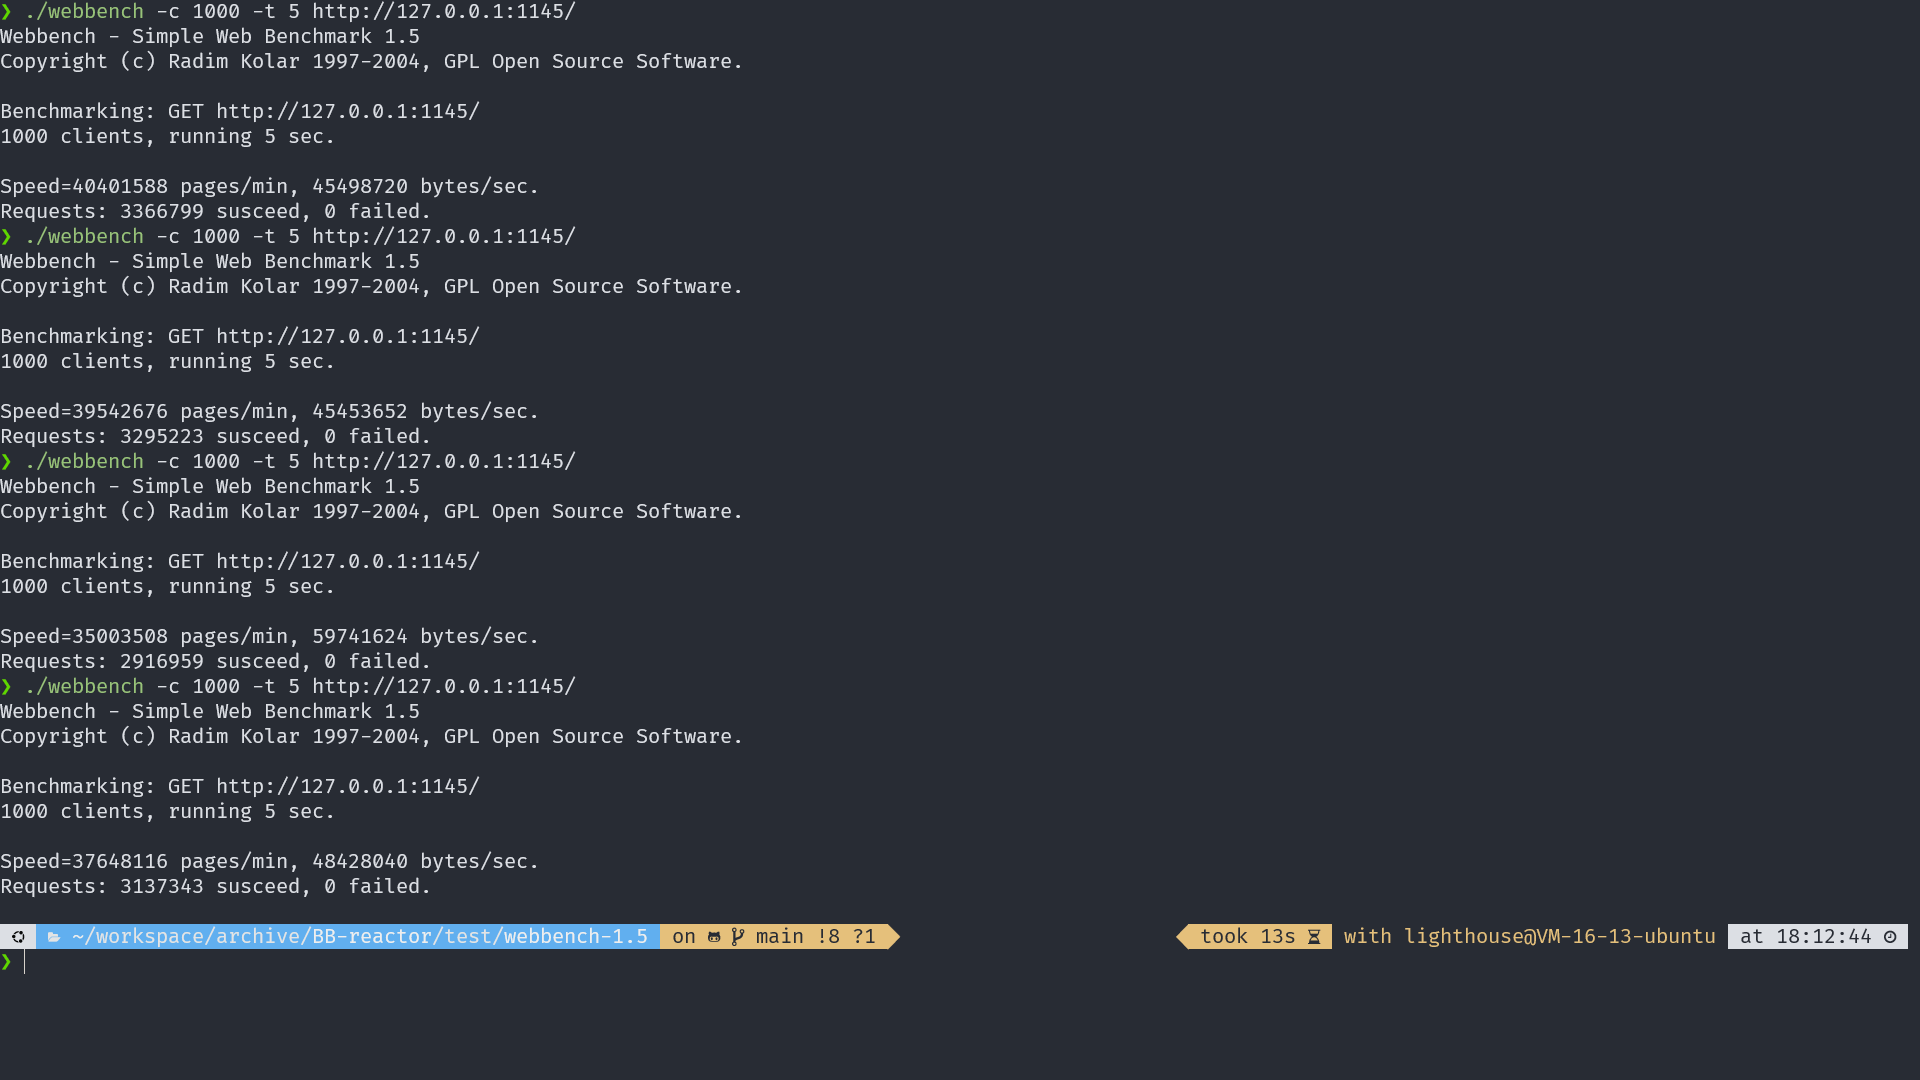 ❯ ./webbench -c 1000 -t 5 http://127.0.0.1:1145/
Webbench - Simple Web Benchmark 1.5
Copyright (c) Radim Kolar 1997-2004, GPL Open Source Software.
Benchmarking: GET http://127.0.0.1:1145/
1000 clients, running 5 sec.
Speed=40401588 pages/min, 45498720 bytes/sec.
Requests: 3366799 susceed, 0 failed.
❯ ./webbench -c 1000 -t 5 http://127.0.0.1:1145/
Webbench - Simple Web Benchmark 1.5
Copyright (c) Radim Kolar 1997-2004, GPL Open Source Software.
Benchmarking: GET http://127.0.0.1:1145/
1000 clients, running 5 sec.
Speed=39542676 pages/min, 45453652 bytes/sec.
Requests: 3295223 susceed, 0 failed.
❯ ./webbench -c 1000 -t 5 http://127.0.0.1:1145/
Webbench - Simple Web Benchmark 1.5
Copyright (c) Radim Kolar 1997-2004, GPL Open Source Software.
Benchmarking: GET http://127.0.0.1:1145/
1000 clients, running 5 sec.
Speed=35003508 pages/min, 59741624 bytes/sec.
Requests: 2916959 susceed, 0 failed.
❯ ./webbench -c 1000 -t 5 http://127.0.0.1:1145/
Webbench - Simple Web Benchmark 1.5
Copyright (c) Radim Kolar 1997-2004, GPL Open Source Software.
Benchmarking: GET http://127.0.0.1:1145/
1000 clients, running 5 sec.
Speed=37648116 pages/min, 48428040 bytes/sec.
Requests: 3137343 susceed, 0 failed.
~/workspace/archive/BB-reactor/test/webbench-1.5 on main !8 ?1 took 13s with lighthouse@VM-16-13-ubuntu at 18:12:44
❯